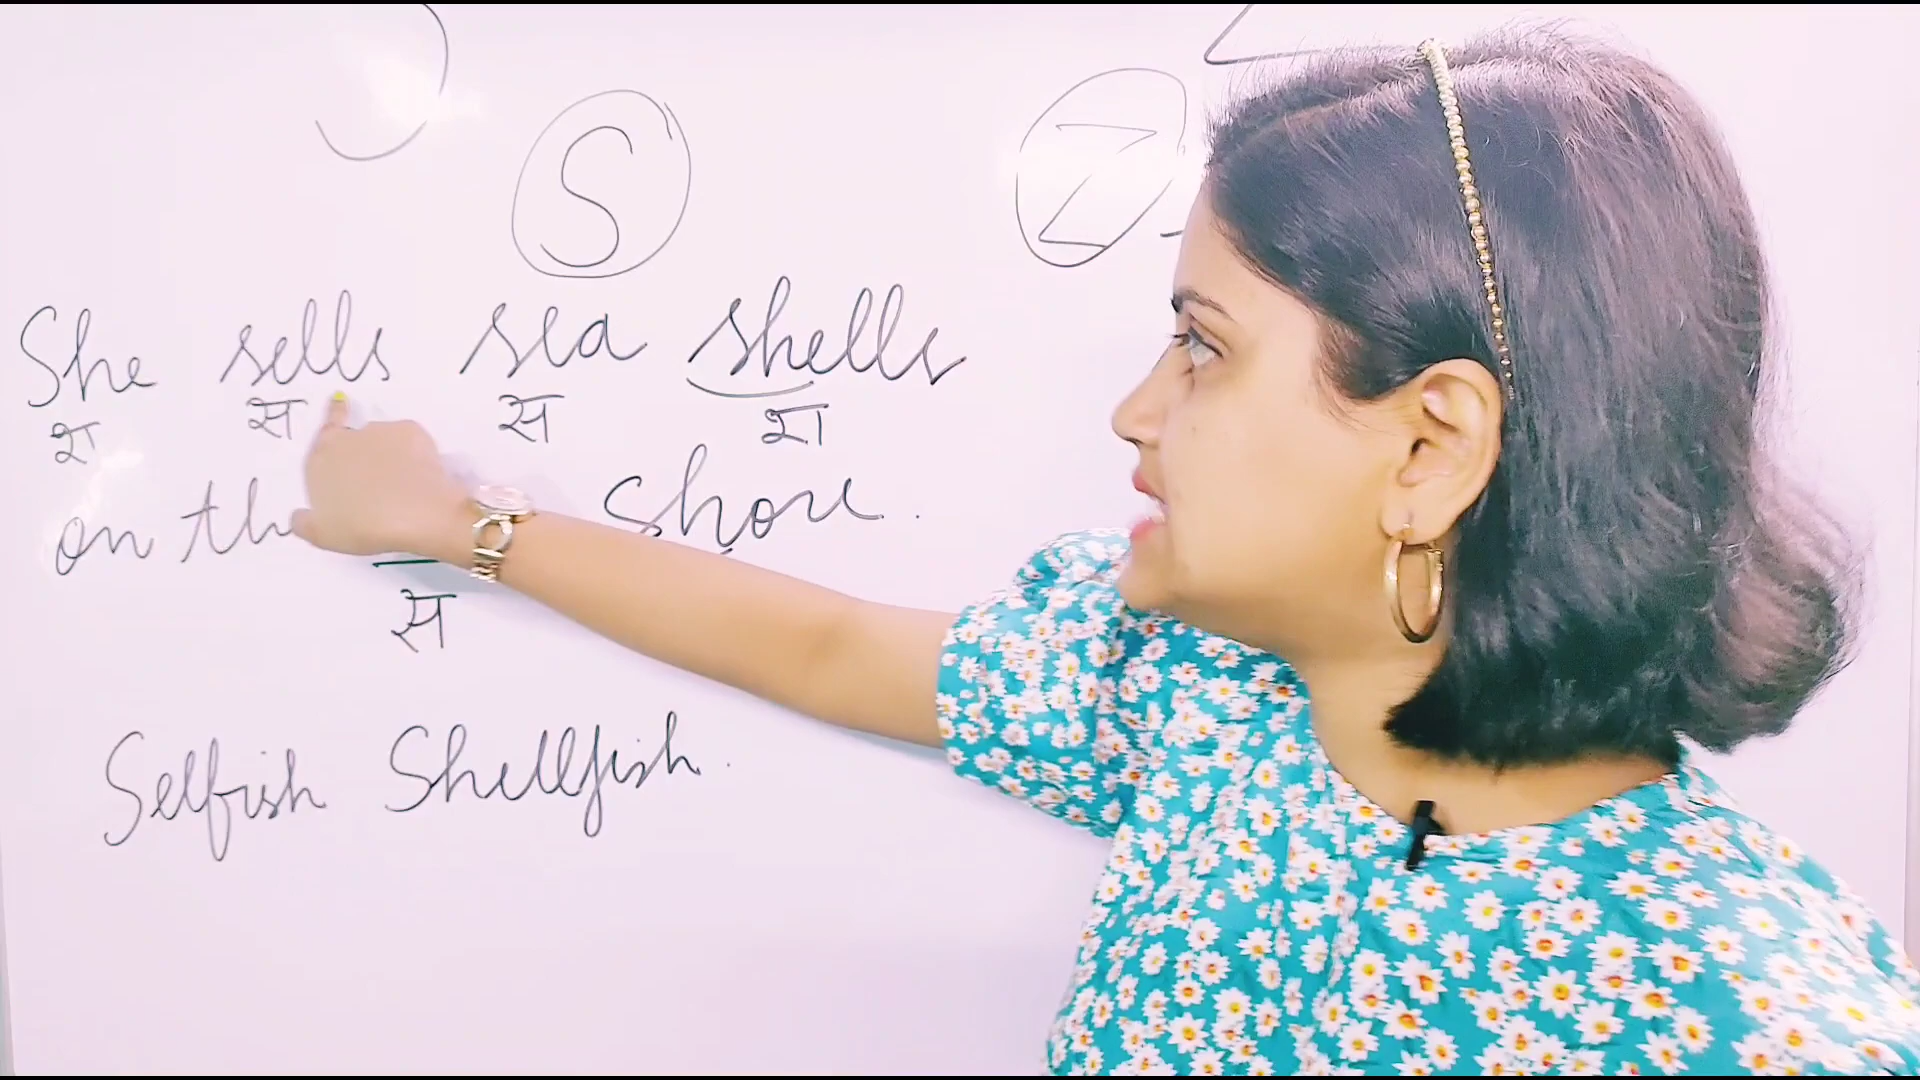 S Z
She sells sea shells
श स स श
on the shore.
स
Selfish Shellfish.